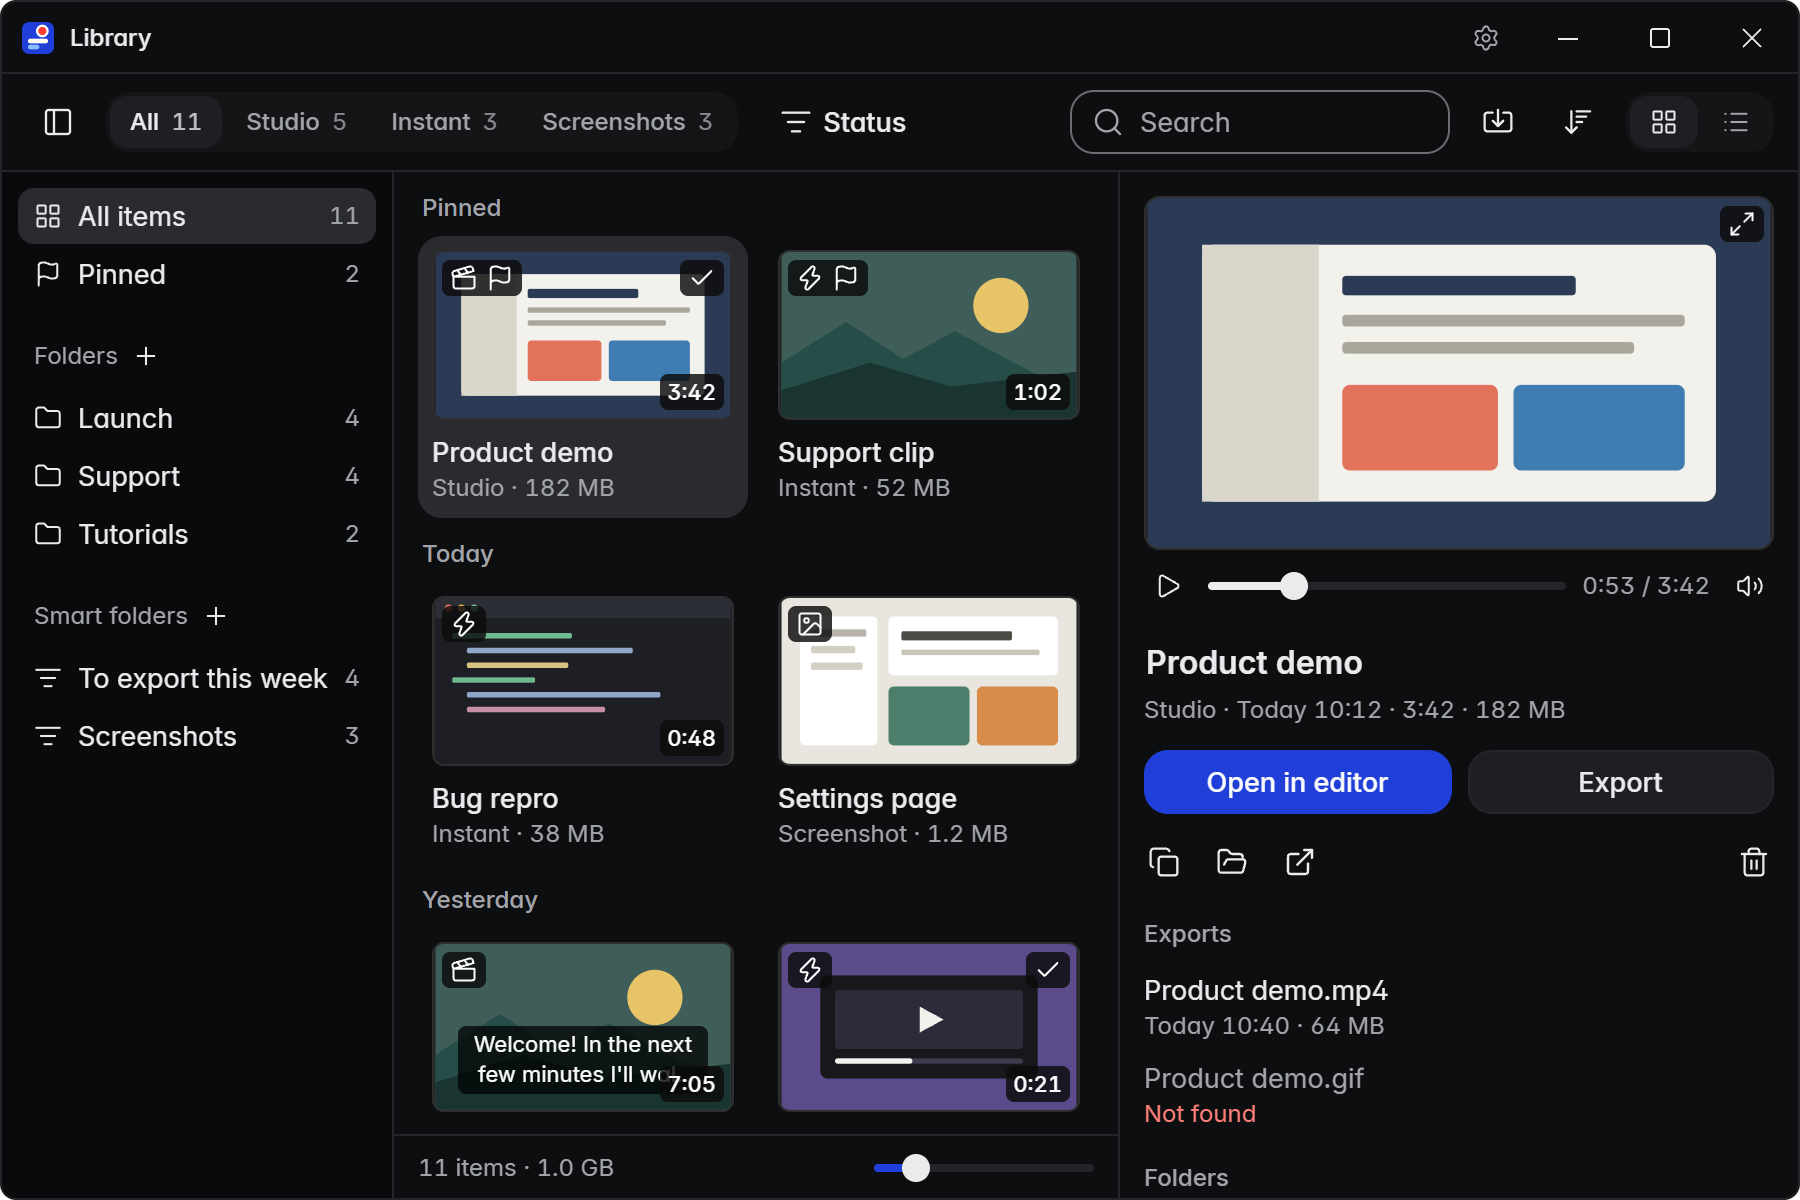 Library
All 11
Studio 5
Instant 3
Screenshots 3
Status
Search
All items 11
Pinned 2
Folders
Launch 4
Support 4
Tutorials 2
Smart folders
To export this week 4
Screenshots 3
Pinned
3:42
Product demo
Studio · 182 MB
1:02
Support clip
Instant · 52 MB
Today
0:48
Bug repro
Instant · 38 MB
Settings page
Screenshot · 1.2 MB
Yesterday
Welcome! In the next
few minutes I'll
7:05
0:21
11 items · 1.0 GB
0:53 / 3:42
Product demo
Studio · Today 10:12 · 3:42 · 182 MB
Open in editor
Export
Exports
Product demo.mp4
Today 10:40 · 64 MB
Product demo.gif
Not found
Folders